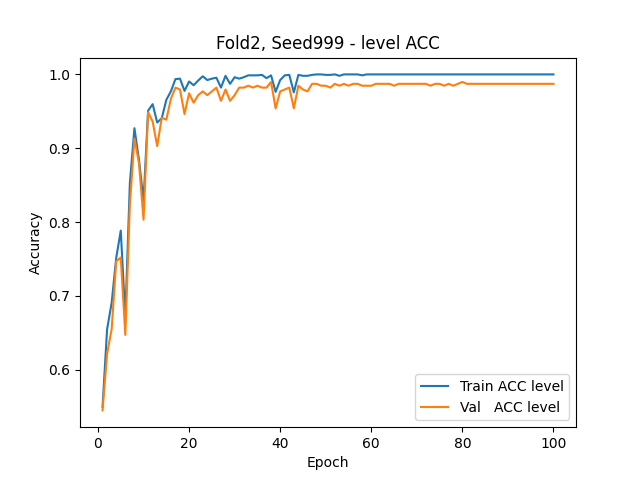 Fold2, Seed999 - level ACC
Accuracy
1.0
0.9
0.8
0.7
0.6
0 20 40 60 80 100
Epoch
Train ACC level
Val   ACC level